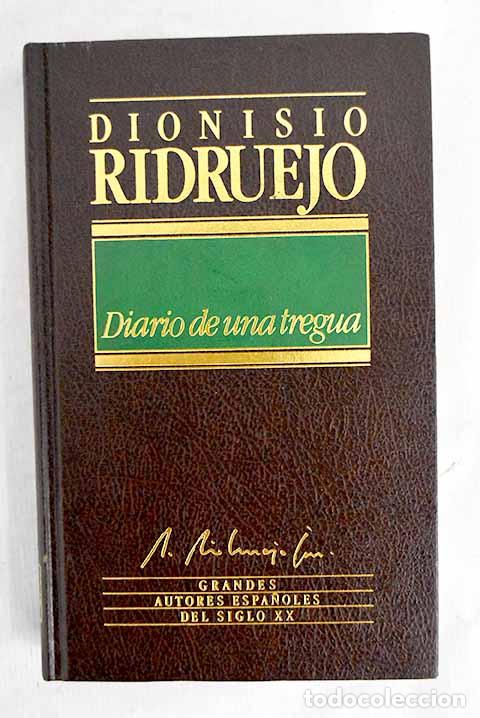 DIONISIO
RIDRUEJO
Diario de una tregua
GRANDES
AUTORES ESPAÑOLES
DEL SIGLO XX
todocoleccion